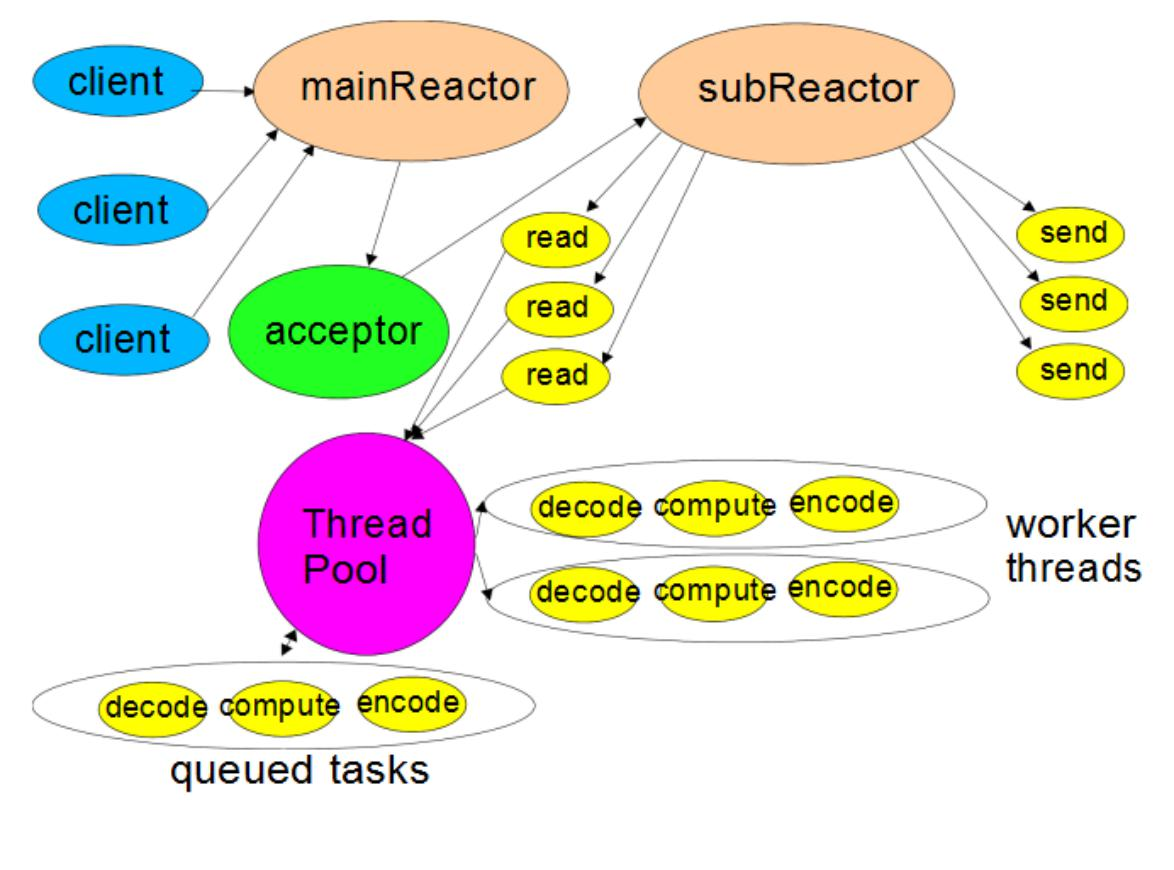 client
mainReactor
subReactor
client
read
send
client
acceptor
read
send
read
send
Thread
Pool
decode compute encode
worker
threads
decode compute encode
decode compute encode
queued tasks